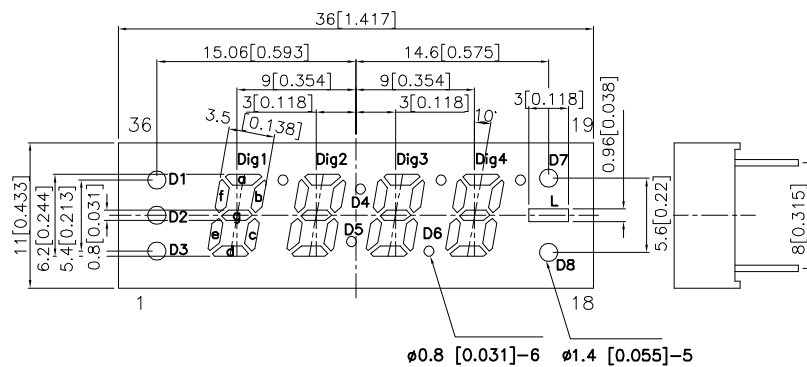 36[1.417]
15.06[0.593]
14.6[0.575]
9[0.354]
9[0.354]
3[0.118]
3[0.118]
3[0.118]
3.5
[0.138]
10°
0.96[0.038]
36
19
Dig1
Dig2
Dig3
Dig4
D7
D1
a
f
b
D4
L
D2
g
e
c
D5
D6
D3
d
D8
11[0.433]
6.2[0.244]
5.4[0.213]
0.8[0.031]
5.6[0.22]
8[0.315]
1
18
ø0.8 [0.031]-6
ø1.4 [0.055]-5